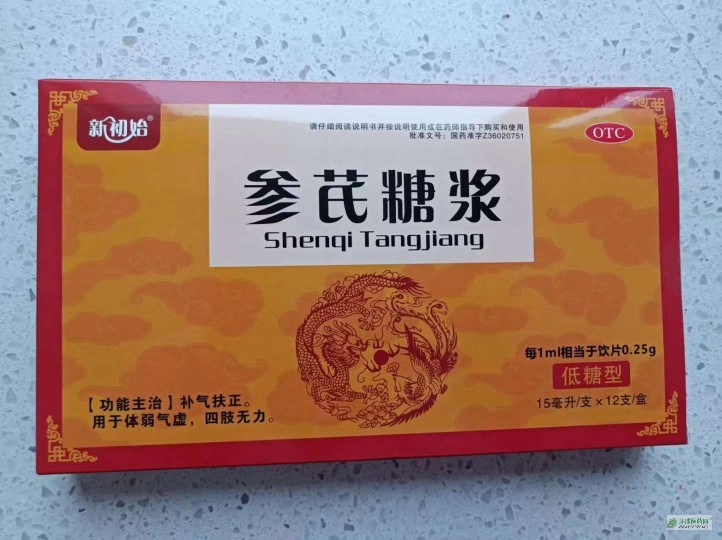 新初始
请仔细阅读说明书并按说明使用或在药师指导下购买和使用
批准文号：国药准字Z36020751
OTC
参芪糖浆
Shenqi Tangjiang
每1ml相当于饮片0.25g
低糖型
15毫升/支×12支/盒
【功能主治】补气扶正。
用于体弱气虚，四肢无力。